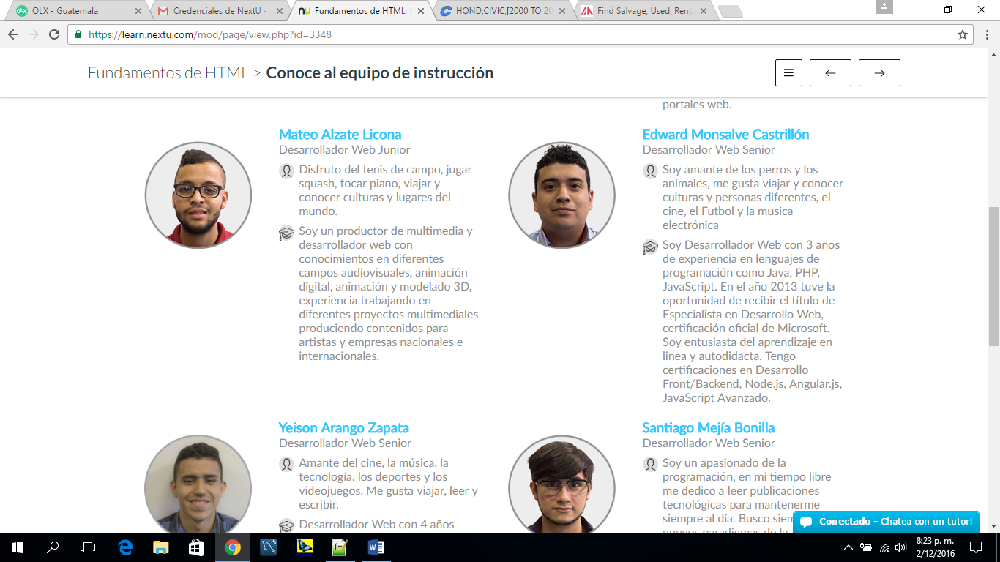 OLX - Guatemala
Credenciales de NextU -
Fundamentos de HTML:
HOND,CIVIC,[2000 TO 20
Find Salvage, Used, Rent
https://learn.nextu.com/mod/page/view.php?id=3348
Fundamentos de HTML > Conoce al equipo de instrucción
portales web.
Mateo Alzate Licona
Desarrollador Web Junior
Disfruto del tenis de campo, jugar
squash, tocar piano, viajar y
conocer culturas y lugares del
mundo.
Soy un productor de multimedia y
desarrollador web con
conocimientos en diferentes
campos audiovisuales, animación
digital, animación y modelado 3D,
experiencia trabajando en
diferentes proyectos multimediales
produciendo contenidos para
artistas y empresas nacionales e
internacionales.
Edward Monsalve Castrillón
Desarrollador Web Senior
Soy amante de los perros y los
animales, me gusta viajar y conocer
culturas y personas diferentes, el
cine, el Futbol y la musica
electrónica
Soy Desarrollador Web con 3 años
de experiencia en lenguajes de
programación como Java, PHP,
JavaScript. En el año 2013 tuve la
oportunidad de recibir el título de
Especialista en Desarrollo Web,
certificación oficial de Microsoft.
Soy entusiasta del aprendizaje en
linea y autodidacta. Tengo
certificaciones en Desarrollo
Front/Backend, Node.js, Angular.js,
JavaScript Avanzado.
Yeison Arango Zapata
Desarrollador Web Senior
Amante del cine, la música, la
tecnología, los deportes y los
videojuegos. Me gusta viajar, leer y
escribir.
Desarrollador Web con 4 años
Santiago Mejía Bonilla
Desarrollador Web Senior
Soy un apasionado de la
programación, en mi tiempo libre
me dedico a leer publicaciones
tecnológicas para mantenerme
siempre al día. Busco
nuevos paradigmas de la
Conectado - Chatea con un tutor!
8:23 p. m.
2/12/2016